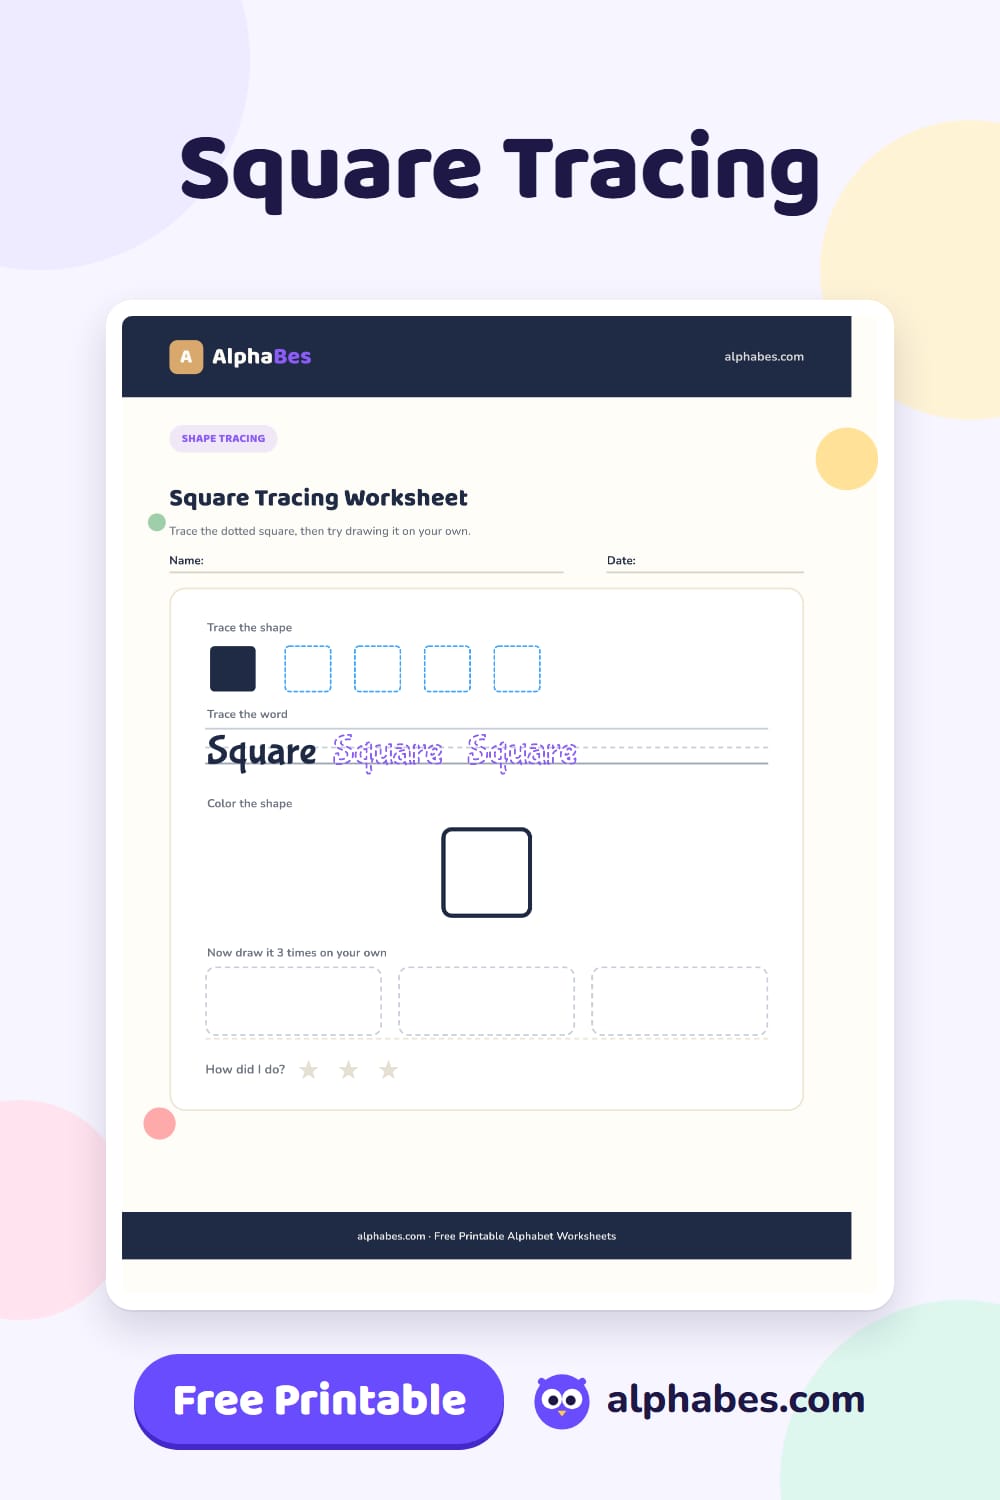 Square Tracing
A AlphaBes
alphabes.com
SHAPE TRACING
Square Tracing Worksheet
Trace the dotted square, then try drawing it on your own.
Name:
Date:
Trace the shape
Trace the word
Square Square Square
Color the shape
Now draw it 3 times on your own
How did I do?
alphabes.com · Free Printable Alphabet Worksheets
Free Printable
alphabes.com